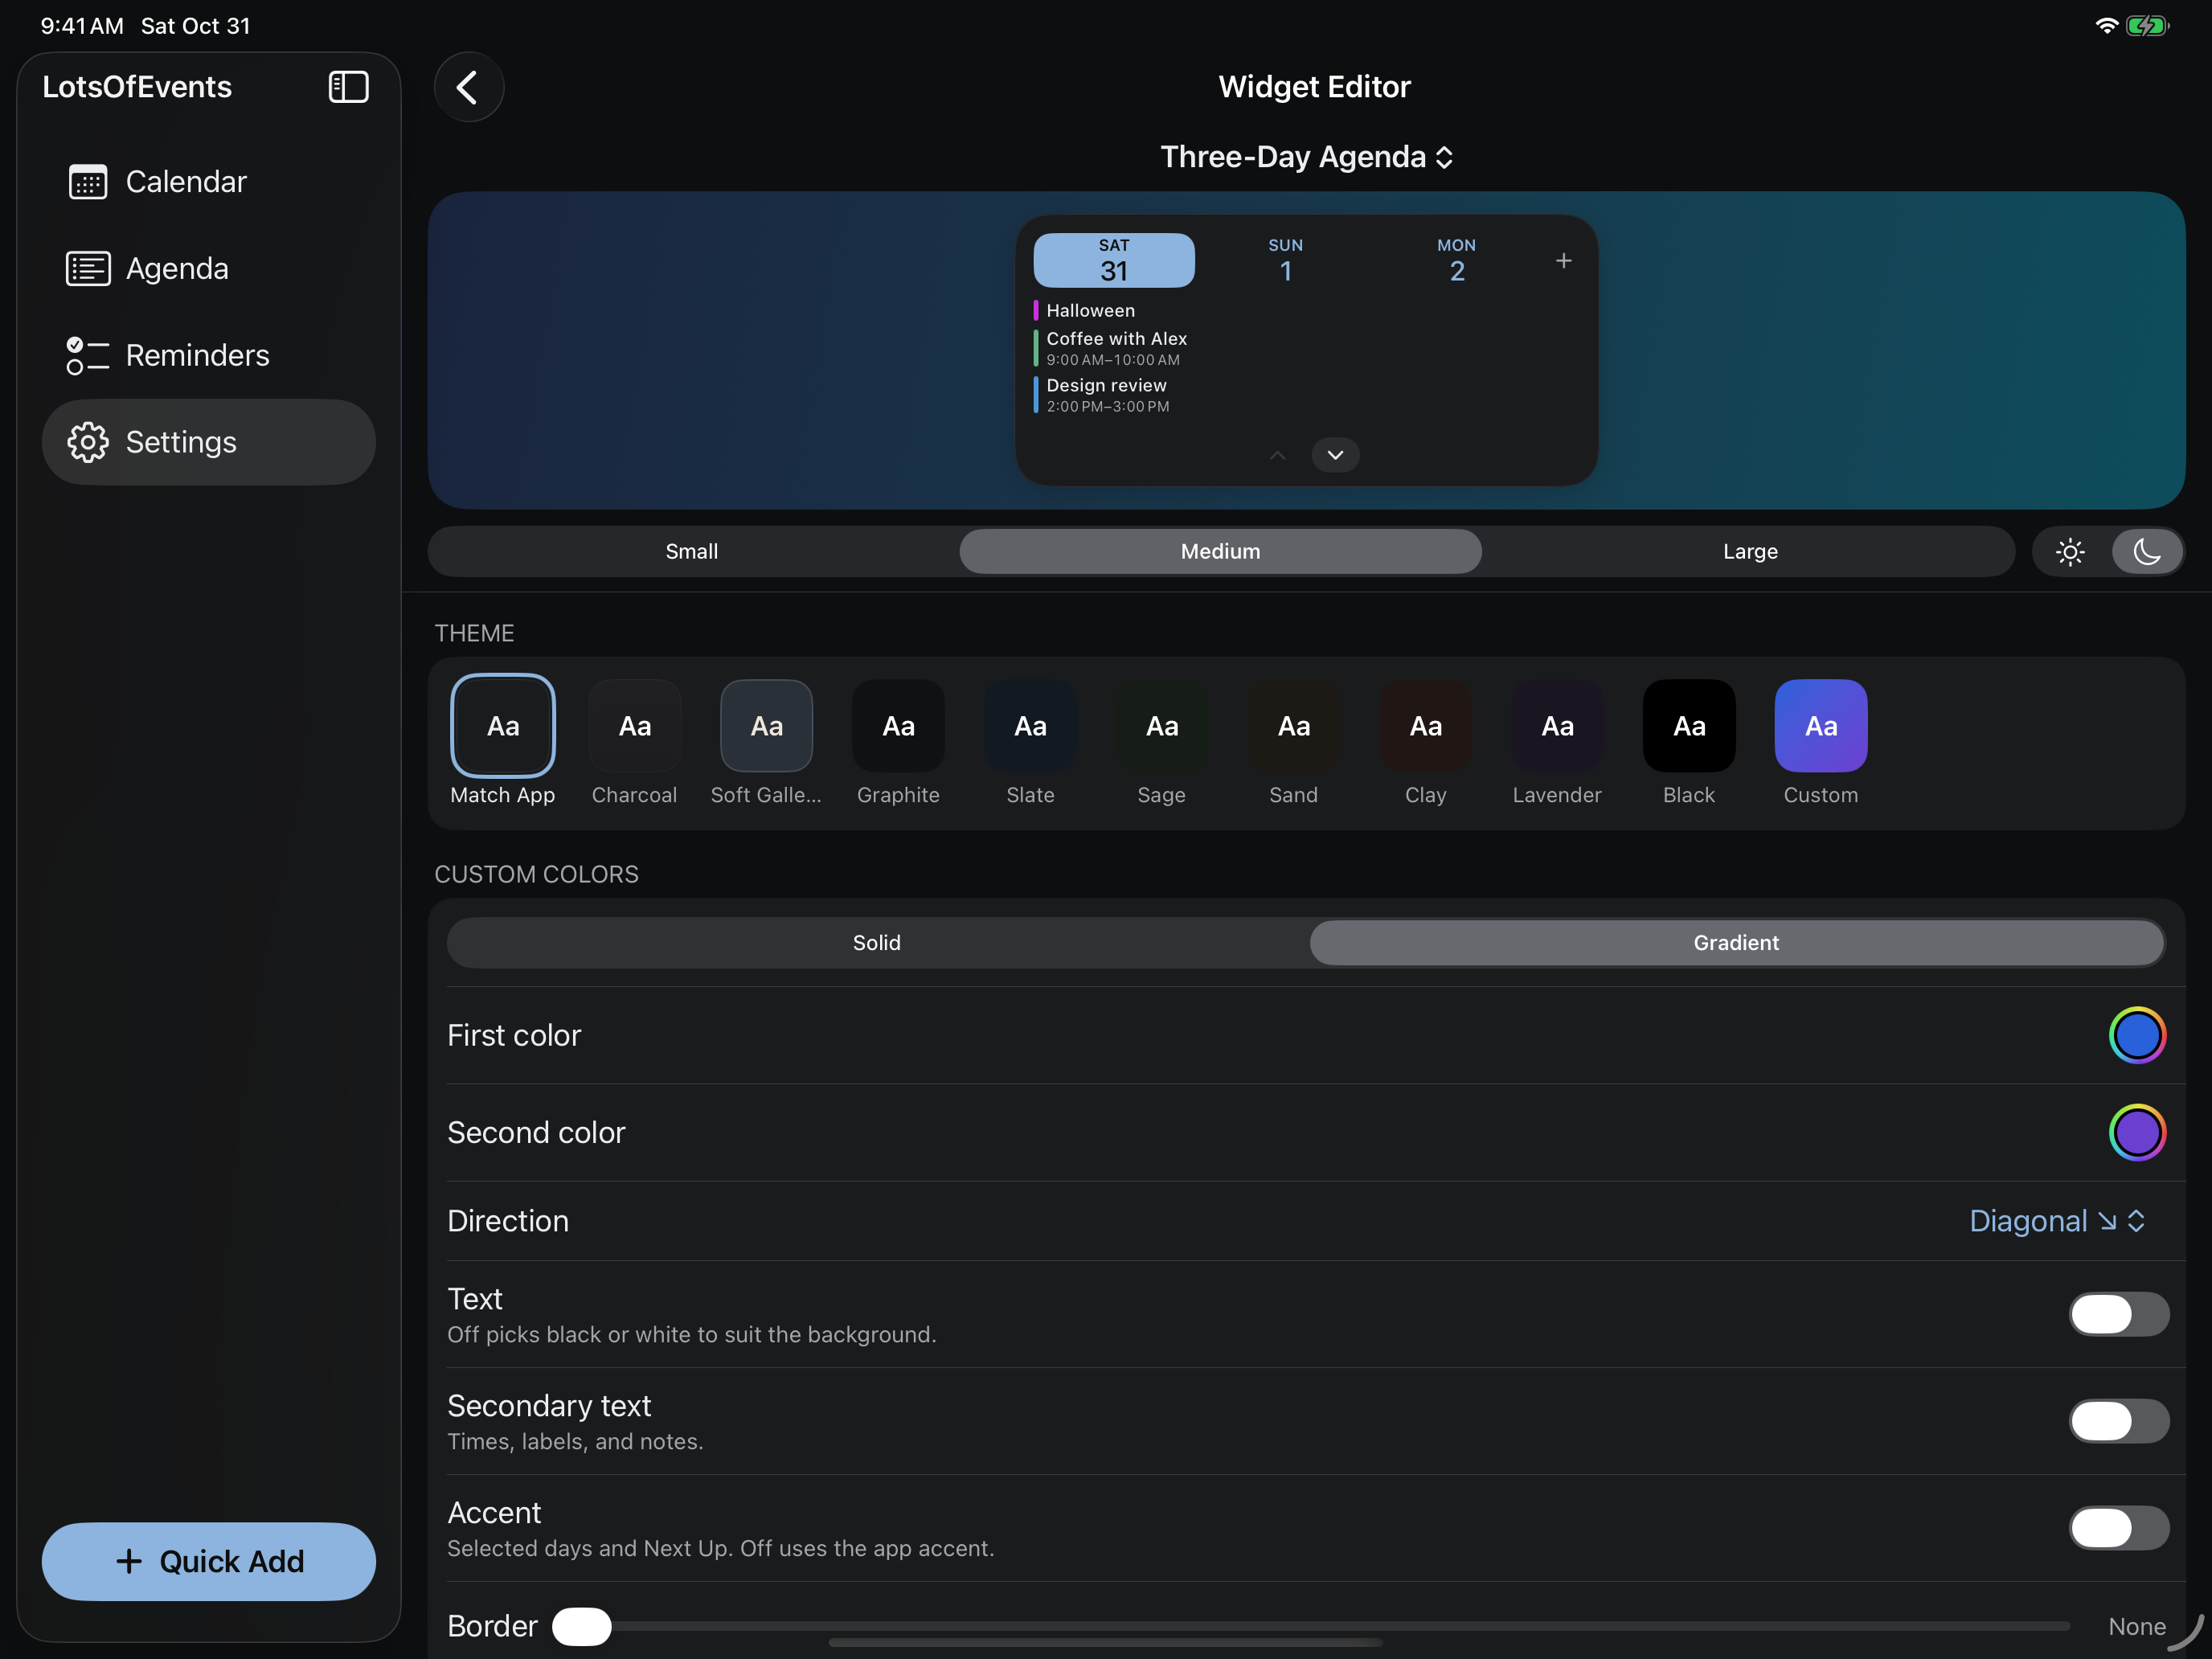 9:41 AM Sat Oct 31
LotsOfEvents
Calendar
Agenda
Reminders
Settings
Quick Add
Widget Editor
Three-Day Agenda
SAT
31
SUN
1
MON
2
Halloween
Coffee with Alex
9:00 AM–10:00 AM
Design review
2:00 PM–3:00 PM
Small
Medium
Large
THEME
Aa
Match App
Aa
Charcoal
Aa
Soft Galle...
Aa
Graphite
Aa
Slate
Aa
Sage
Aa
Sand
Aa
Clay
Aa
Lavender
Aa
Black
Aa
Custom
CUSTOM COLORS
Solid
Gradient
First color
Second color
Direction
Diagonal ↘
Text
Off picks black or white to suit the background.
Secondary text
Times, labels, and notes.
Accent
Selected days and Next Up. Off uses the app accent.
Border
None